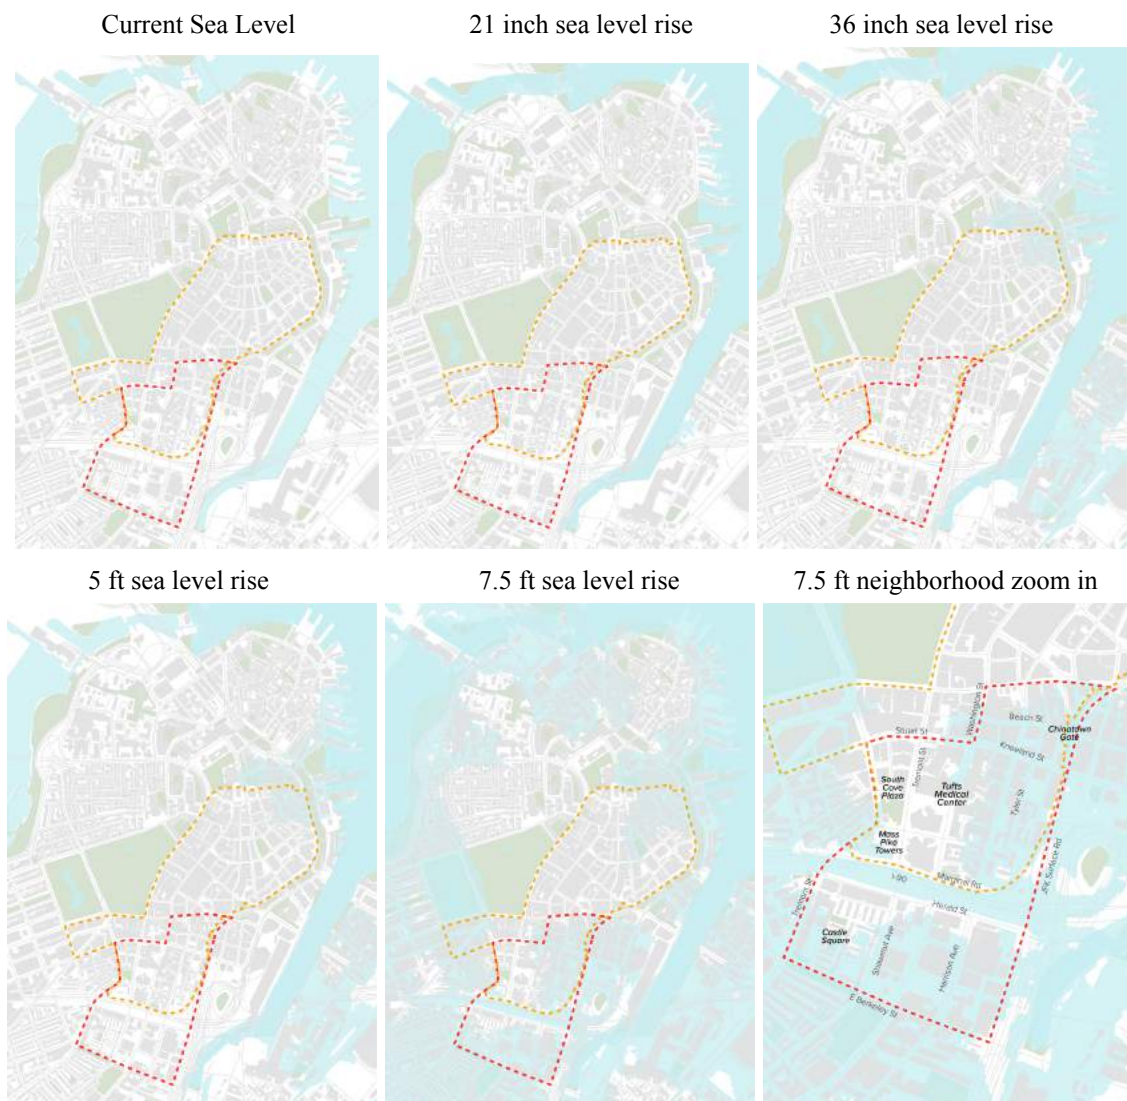 Current Sea Level
21 inch sea level rise
36 inch sea level rise
5 ft sea level rise
7.5 ft sea level rise
7.5 ft neighborhood zoom in
Washington St
Beach St
Stuart St
Chinatown
Gate
Kneeland St
Tremont St
South
Cove
Plaza
Tufts
Medical
Center
Tyler St
Mass
Pike
Towers
JFK Surface Rd
Marginal Rd
I-90
Tremont St
Herald St
Castle
Square
Shawmut Ave
Harrison Ave
E Berkeley St